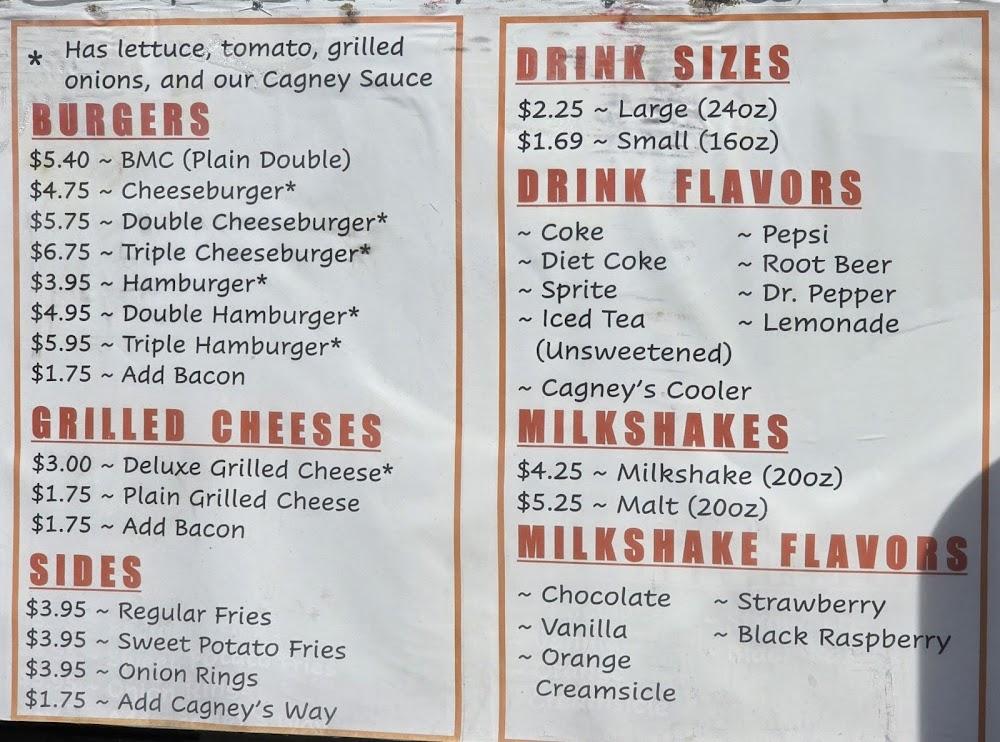 * Has lettuce, tomato, grilled
onions, and our Cagney Sauce
BURGERS
$5.40 ~ BMC (Plain Double)
$4.75 ~ Cheeseburger*
$5.75 ~ Double Cheeseburger*
$6.75 ~ Triple Cheeseburger*
$3.95 ~ Hamburger*
$4.95 ~ Double Hamburger*
$5.95 ~ Triple Hamburger*
$1.75 ~ Add Bacon
GRILLED CHEESES
$3.00 ~ Deluxe Grilled Cheese*
$1.75 ~ Plain Grilled Cheese
$1.75 ~ Add Bacon
SIDES
$3.95 ~ Regular Fries
$3.95 ~ Sweet Potato Fries
$3.95 ~ Onion Rings
$1.75 ~ Add Cagney's Way
DRINK SIZES
$2.25 ~ Large (24oz)
$1.69 ~ Small (16oz)
DRINK FLAVORS
~ Coke
~ Diet Coke
~ Sprite
~ Iced Tea
(Unsweetened)
~ Cagney's Cooler
~ Pepsi
~ Root Beer
~ Dr. Pepper
~ Lemonade
MILKSHAKES
$4.25 ~ Milkshake (20oz)
$5.25 ~ Malt (20oz)
MILKSHAKE FLAVORS
~ Chocolate
~ Vanilla
~ Orange
Creamsicle
~ Strawberry
~ Black Raspberry